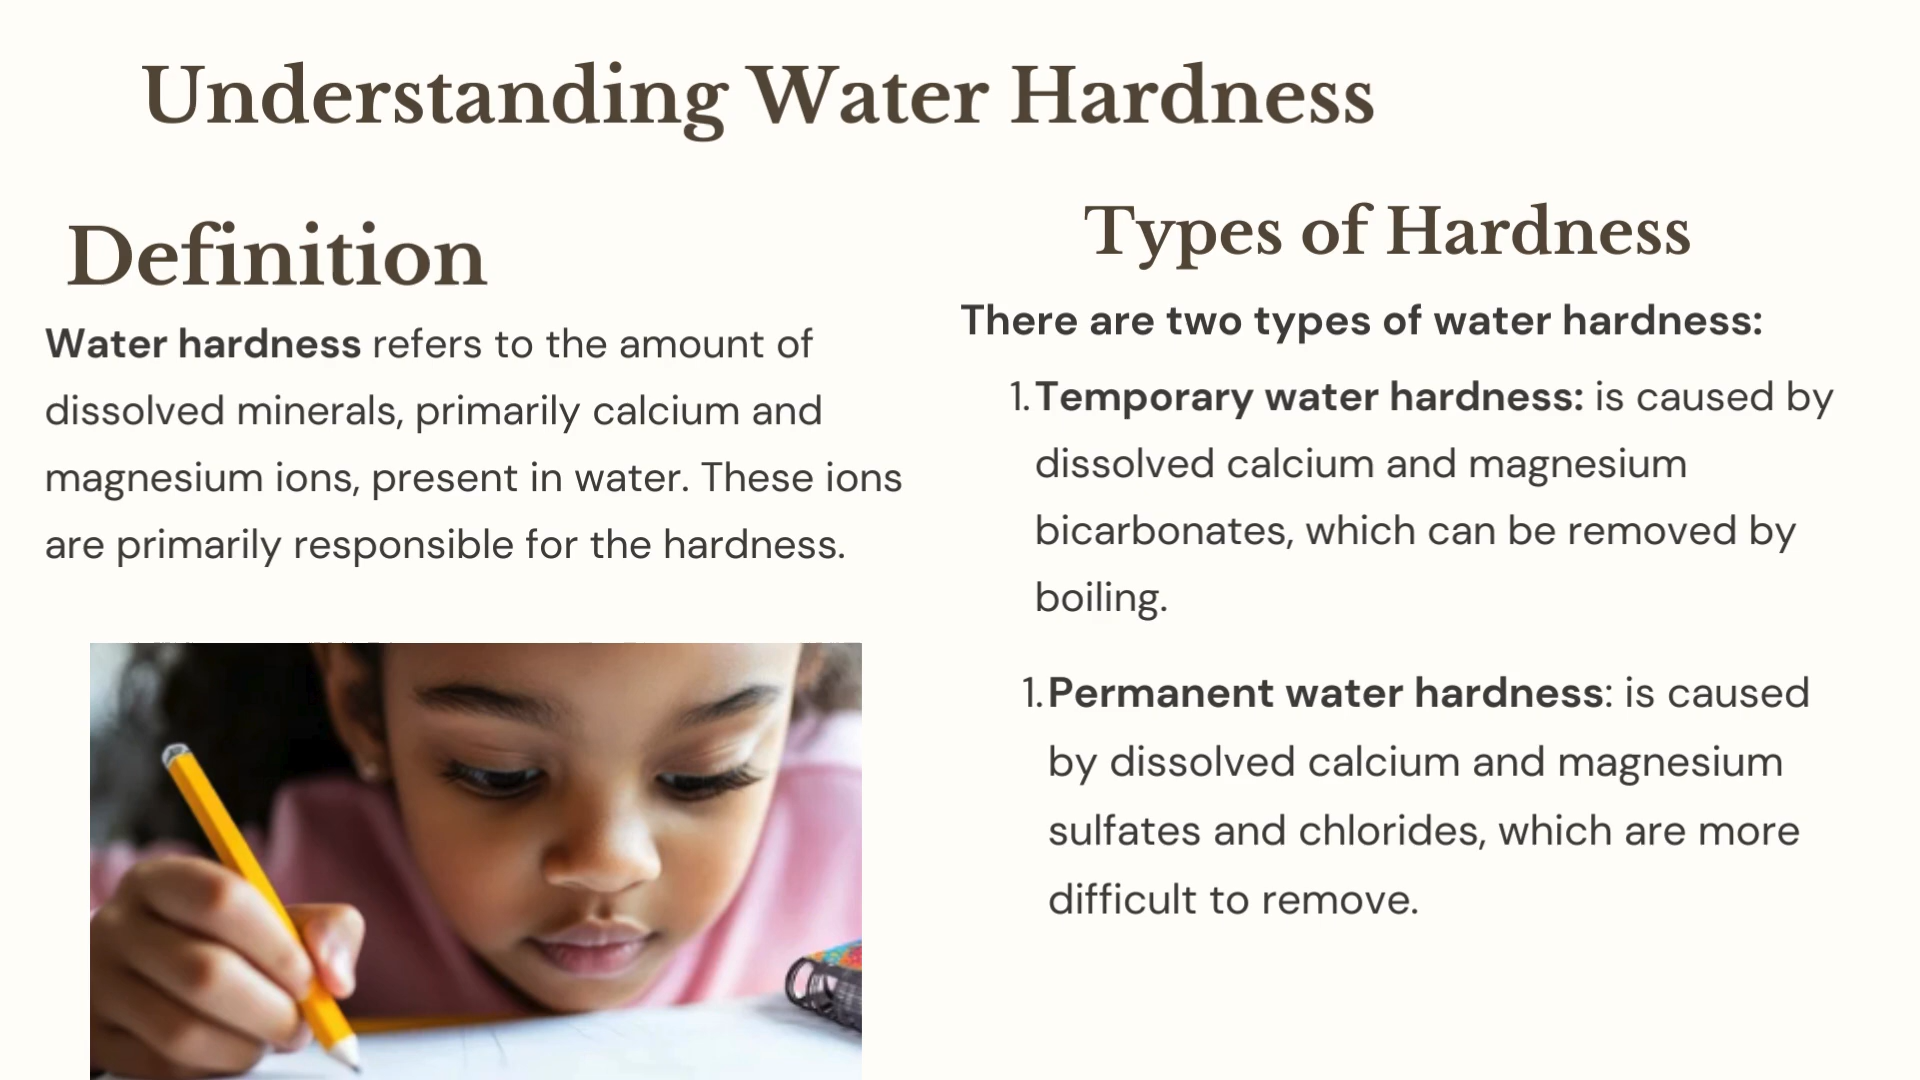 Understanding Water Hardness
Definition
Water hardness refers to the amount of
dissolved minerals, primarily calcium and
magnesium ions, present in water. These ions
are primarily responsible for the hardness.
Types of Hardness
There are two types of water hardness:
1. Temporary water hardness: is caused by
dissolved calcium and magnesium
bicarbonates, which can be removed by
boiling.
1. Permanent water hardness: is caused
by dissolved calcium and magnesium
sulfates and chlorides, which are more
difficult to remove.